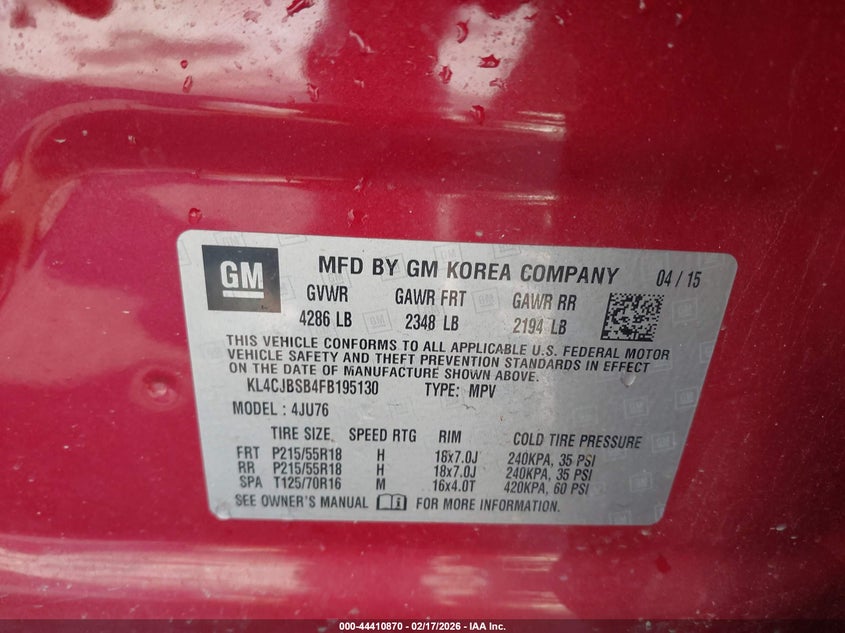 GM
MFD BY GM KOREA COMPANY 04 / 15
GVWR GAWR FRT GAWR RR
4286 LB 2348 LB 2194 LB
THIS VEHICLE CONFORMS TO ALL APPLICABLE U.S. FEDERAL MOTOR
VEHICLE SAFETY AND THEFT PREVENTION STANDARDS IN EFFECT
ON THE DATE OF MANUFACTURE SHOWN ABOVE.
KL4CJBSB4FB195130 TYPE: MPV
MODEL: 4JU76
TIRE SIZE SPEED RTG RIM COLD TIRE PRESSURE
FRT P215/55R18 H 16x7.0J 240KPA, 35 PSI
RR P215/55R18 H 18x7.0J 240KPA, 35 PSI
SPA T125/70R16 M 16x4.0T 420KPA, 60 PSI
SEE OWNER'S MANUAL FOR MORE INFORMATION.
000-44410870 - 02/17/2026 - IAA Inc.